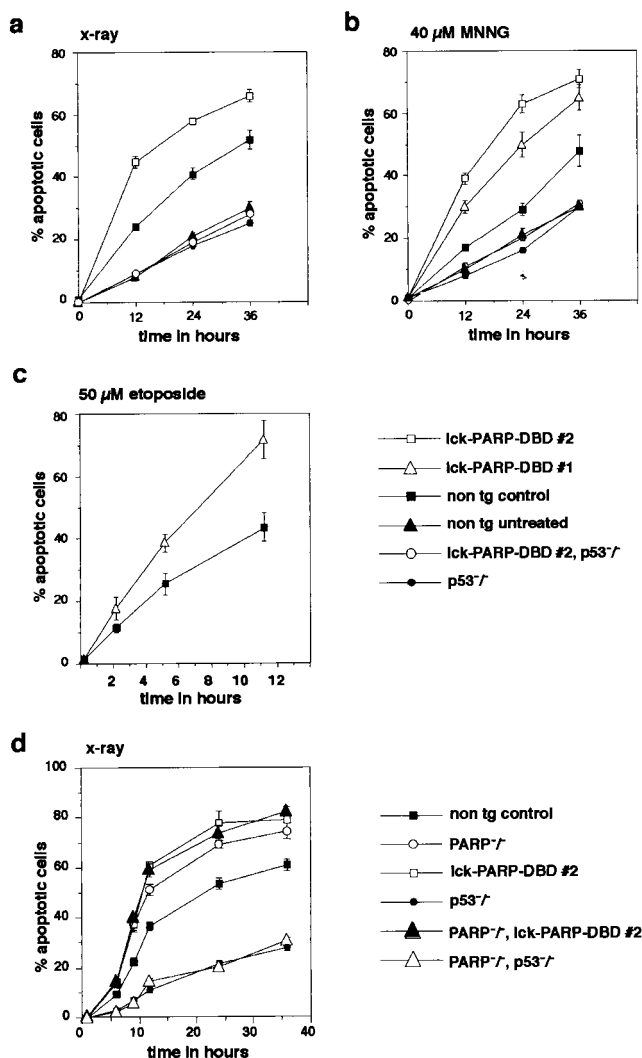 a
x-ray
80
60
40
20
0
0
12
24
36
% apoptotic cells
time in hours
b
40 µM MNNG
80
60
40
20
0
0
12
24
36
% apoptotic cells
time in hours
c
50 µM etoposide
80
60
40
20
0
2
4
6
8
10
12
% apoptotic cells
time in hours
lck-PARP-DBD #2
lck-PARP-DBD #1
non tg control
non tg untreated
lck-PARP-DBD #2, p53⁻/⁻
p53⁻/⁻
d
x-ray
100
80
60
40
20
0
0
10
20
30
40
% apoptotic cells
time in hours
non tg control
PARP⁻/⁻
lck-PARP-DBD #2
p53⁻/⁻
PARP⁻/⁻, lck-PARP-DBD #2
PARP⁻/⁻, p53⁻/⁻